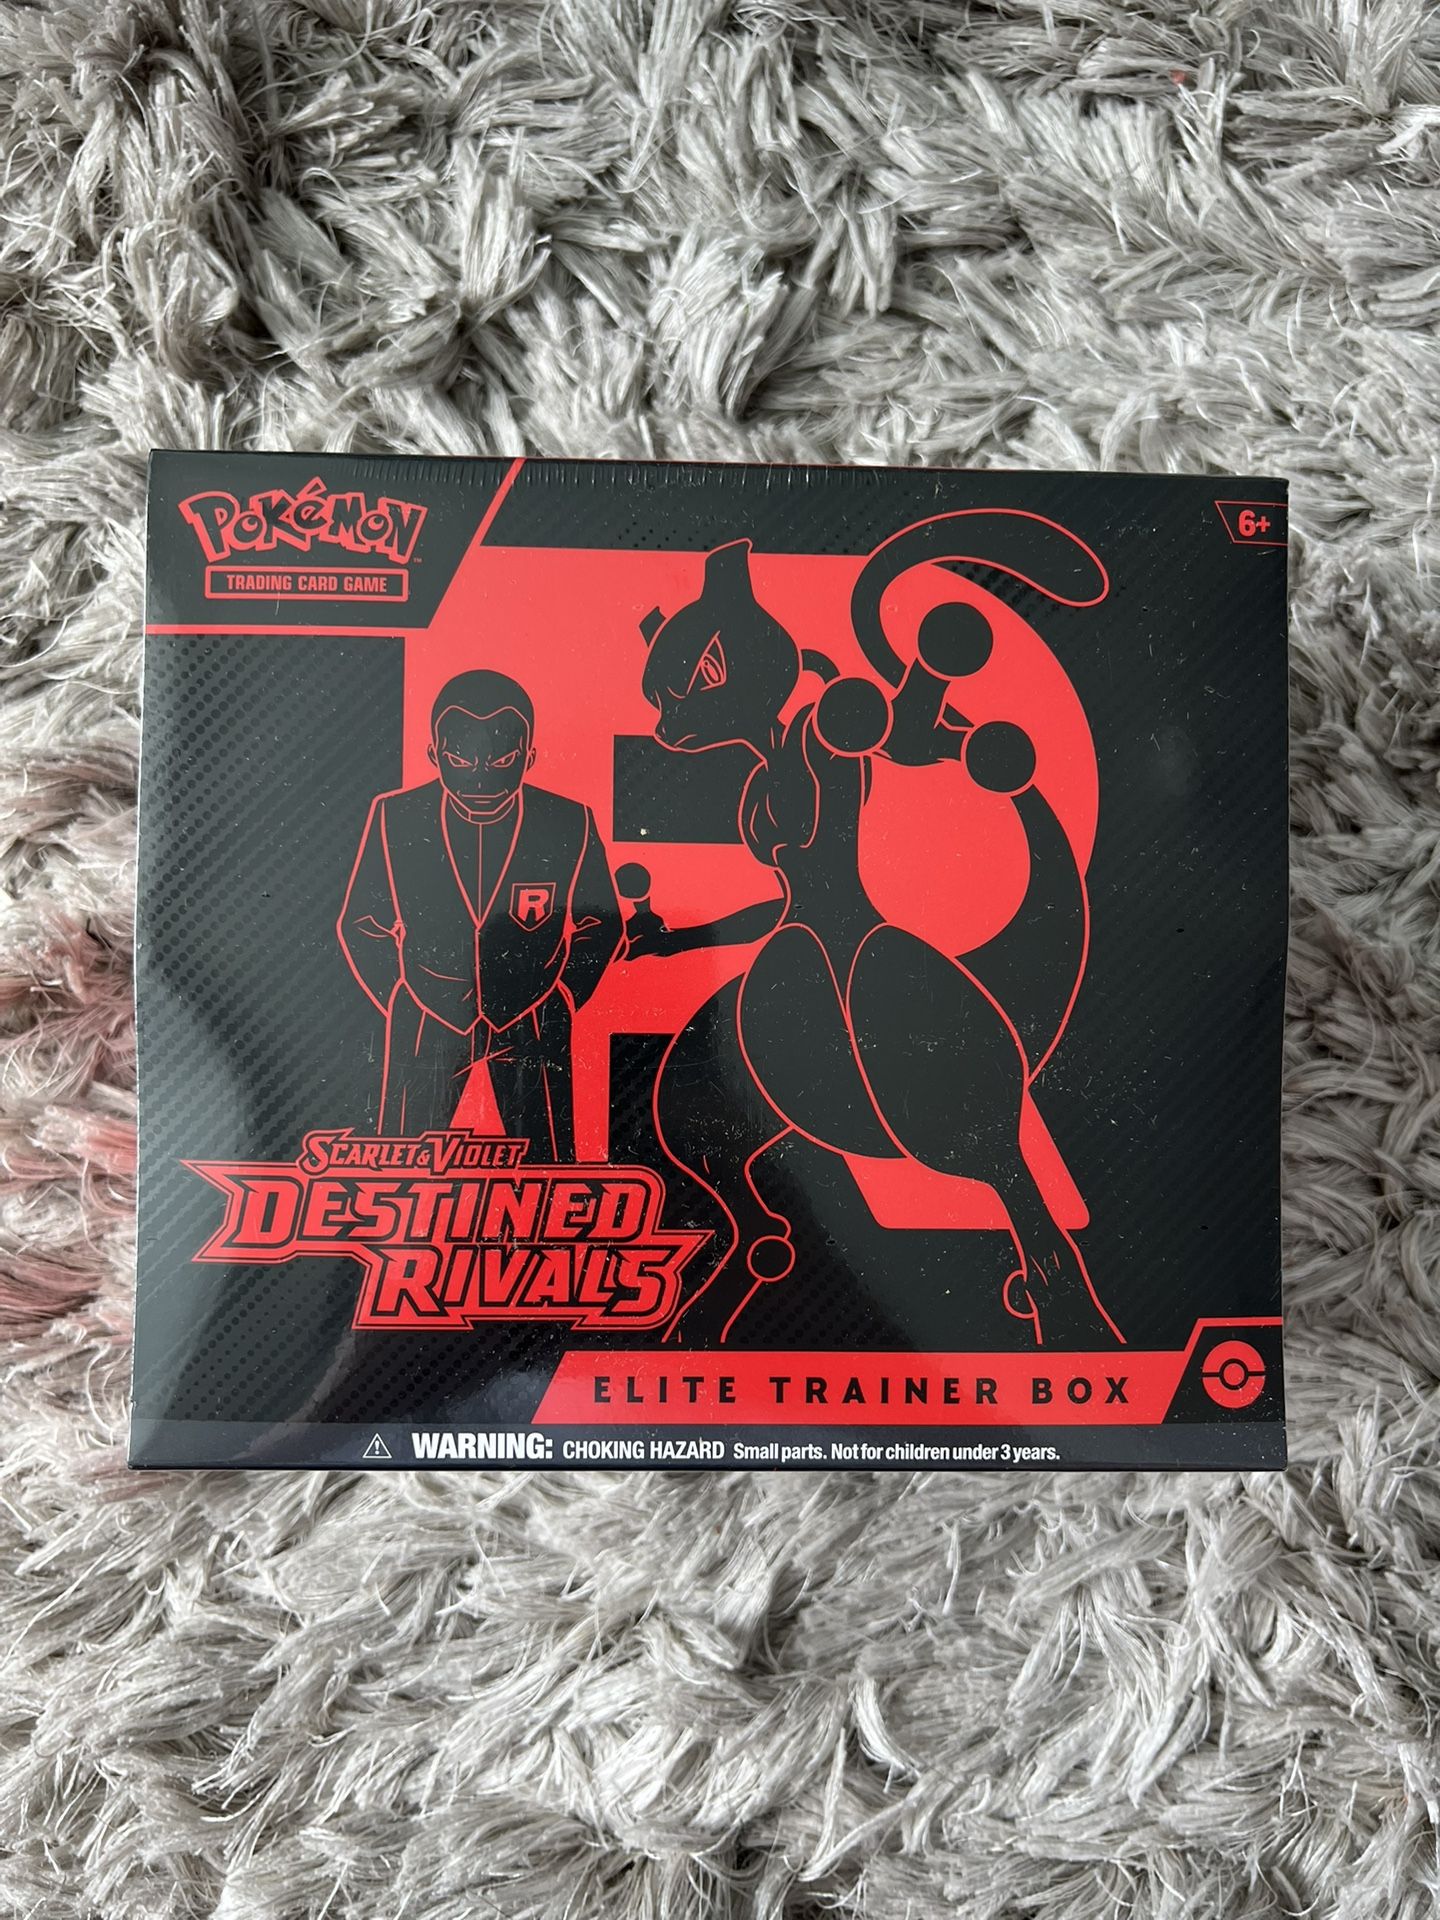 POKéMON™
TRADING CARD GAME
6+
R
SCARLET & VIOLET
DESTINED
RIVALS
ELITE TRAINER BOX
⚠ WARNING: CHOKING HAZARD Small parts. Not for children under 3 years.